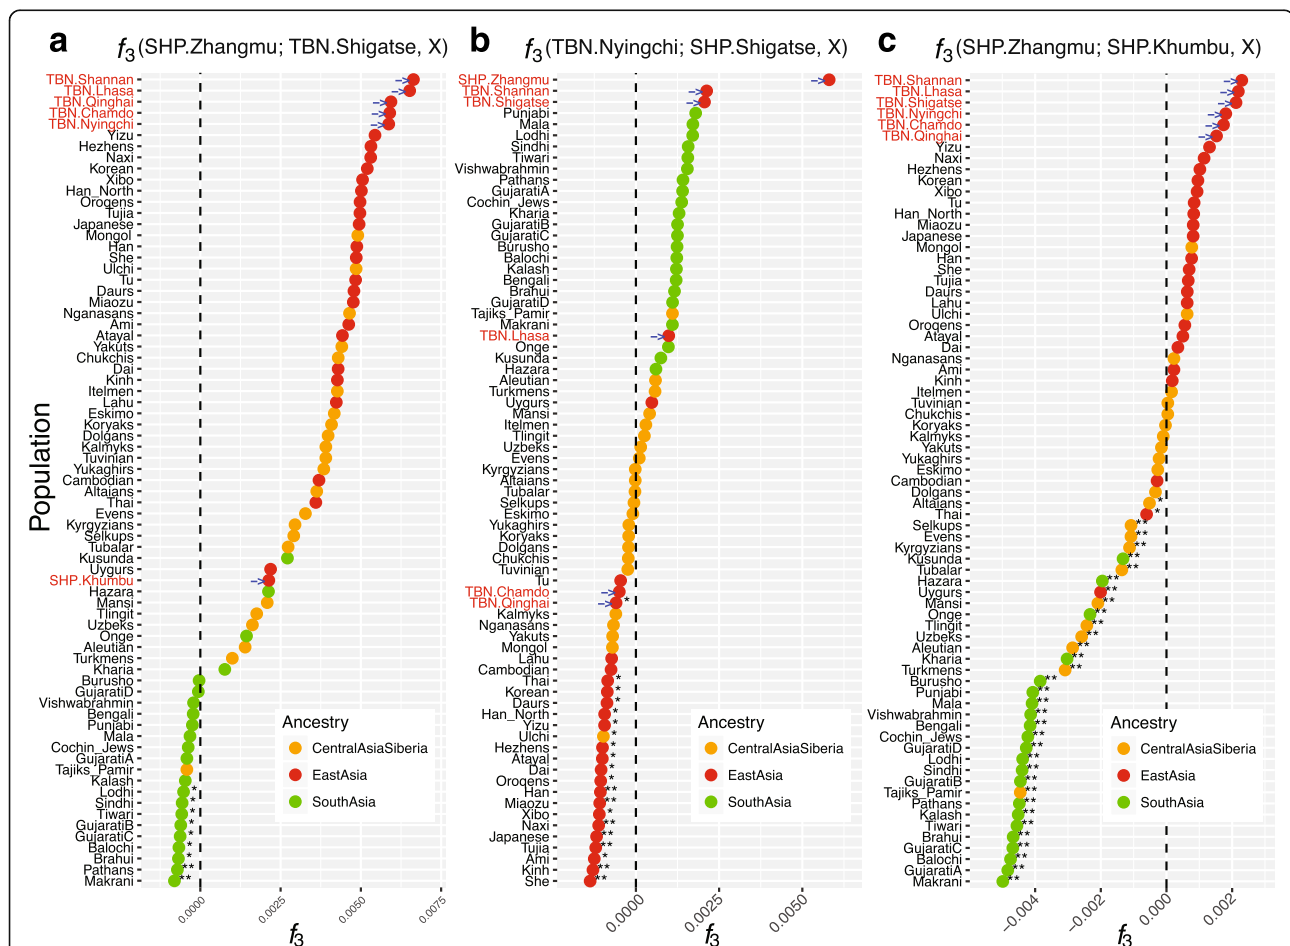 a
f3(SHP.Zhangmu; TBN.Shigatse, X)
Population
TBN.Shannan
TBN.Lhasa
TBN.Qinghai
TBN.Chamdo
TBN.Nyingchi
Yizu
Hezhens
Naxi
Korean
Xibo
Han_North
Oroqens
Tujia
Japanese
Mongol
Han
She
Ulchi
Tu
Daurs
Miaozu
Nganasans
Ami
Atayal
Yakuts
Chukchis
Dai
Kinh
Itelmen
Lahu
Eskimo
Koryaks
Dolgans
Kalmyks
Tuvinian
Yukaghirs
Cambodian
Altaians
Thai
Evens
Kyrgyzians
Selkups
Tubalar
Kusunda
Uygurs
SHP.Khumbu
Hazara
Mansi
Tlingit
Uzbeks
Onge
Aleutian
Turkmens
Kharia
Burusho
GujaratiD
Vishwabrahmin
Bengali
Punjabi
Mala
Cochin_Jews
GujaratiA
Tajiks_Pamir
Kalash
Lodhi *
Sindhi *
Tiwari *
GujaratiB *
GujaratiC *
Balochi *
Brahui *
Pathans **
Makrani **
Ancestry
CentralAsiaSiberia
EastAsia
SouthAsia
0.0000 0.0025 0.0050 0.0075
f3
b
f3(TBN.Nyingchi; SHP.Shigatse, X)
SHP.Zhangmu
TBN.Shannan
TBN.Shigatse
Punjabi
Mala
Lodhi
Sindhi
Tiwari
Vishwabrahmin
Pathans
GujaratiA
Cochin_Jews
Kharia
GujaratiB
GujaratiC
Burusho
Balochi
Kalash
Bengali
Brahui
GujaratiD
Tajiks_Pamir
Makrani
TBN.Lhasa
Onge
Kusunda
Hazara
Aleutian
Turkmens
Uygurs
Mansi
Itelmen
Tlingit
Uzbeks
Evens
Kyrgyzians
Altaians
Tubalar
Selkups
Eskimo
Yukaghirs
Koryaks
Dolgans
Chukchis
Tuvinian
Tu
TBN.Chamdo
TBN.Qinghai *
Kalmyks
Nganasans
Yakuts
Mongol
Lahu
Cambodian
Thai *
Korean *
Daurs *
Han_North *
Yizu *
Ulchi *
Hezhens *
Atayal *
Dai *
Oroqens *
Han **
Miaozu *
Xibo *
Naxi **
Japanese **
Tujia *
Ami *
Kinh **
She **
Ancestry
CentralAsiaSiberia
EastAsia
SouthAsia
0.0000 0.0025 0.0050
f3
c
f3(SHP.Zhangmu; SHP.Khumbu, X)
TBN.Shannan
TBN.Lhasa
TBN.Shigatse
TBN.Nyingchi
TBN.Chamdo
TBN.Qinghai
Yizu
Naxi
Hezhens
Korean
Xibo
Tu
Han_North
Miaozu
Japanese
Mongol
Han
She
Tujia
Daurs
Lahu
Ulchi
Oroqens
Atayal
Dai
Nganasans
Ami
Kinh
Itelmen
Tuvinian
Chukchis
Koryaks
Kalmyks
Yakuts
Yukaghirs
Eskimo
Cambodian
Dolgans
Altaians *
Thai *
Selkups **
Evens **
Kyrgyzians **
Kusunda **
Tubalar **
Hazara **
Uygurs **
Mansi **
Onge **
Tlingit **
Uzbeks **
Aleutian **
Kharia **
Turkmens **
Burusho **
Punjabi **
Mala **
Vishwabrahmin **
Bengali **
Cochin_Jews **
GujaratiD **
Lodhi **
Sindhi **
GujaratiB **
Tajiks_Pamir **
Pathans **
Kalash **
Tiwari **
Brahui **
GujaratiC **
Balochi **
GujaratiA **
Makrani **
Ancestry
CentralAsiaSiberia
EastAsia
SouthAsia
-0.004 -0.002 0.000 0.002
f3